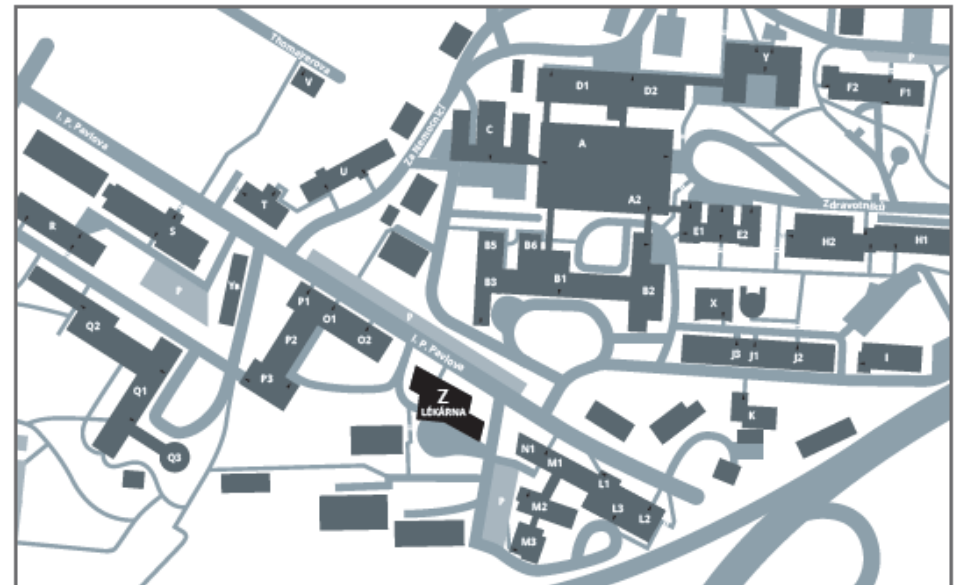 Thomayerova
V
I. P. Pavlova
Za Nemocnicí
D1
D2
Y
P
F2
F1
C
A
U
T
A2
Zdravotníků
E1
E2
H2
H1
R
S
B5
B6
B3
B1
B2
X
P
Ya
P1
O1
O2
P
I. P. Pavlova
P2
P3
Q2
Q1
Q3
J3
J1
J2
I
K
Z
LÉKÁRNA
N1
M1
L1
L3
L2
M2
M3
P